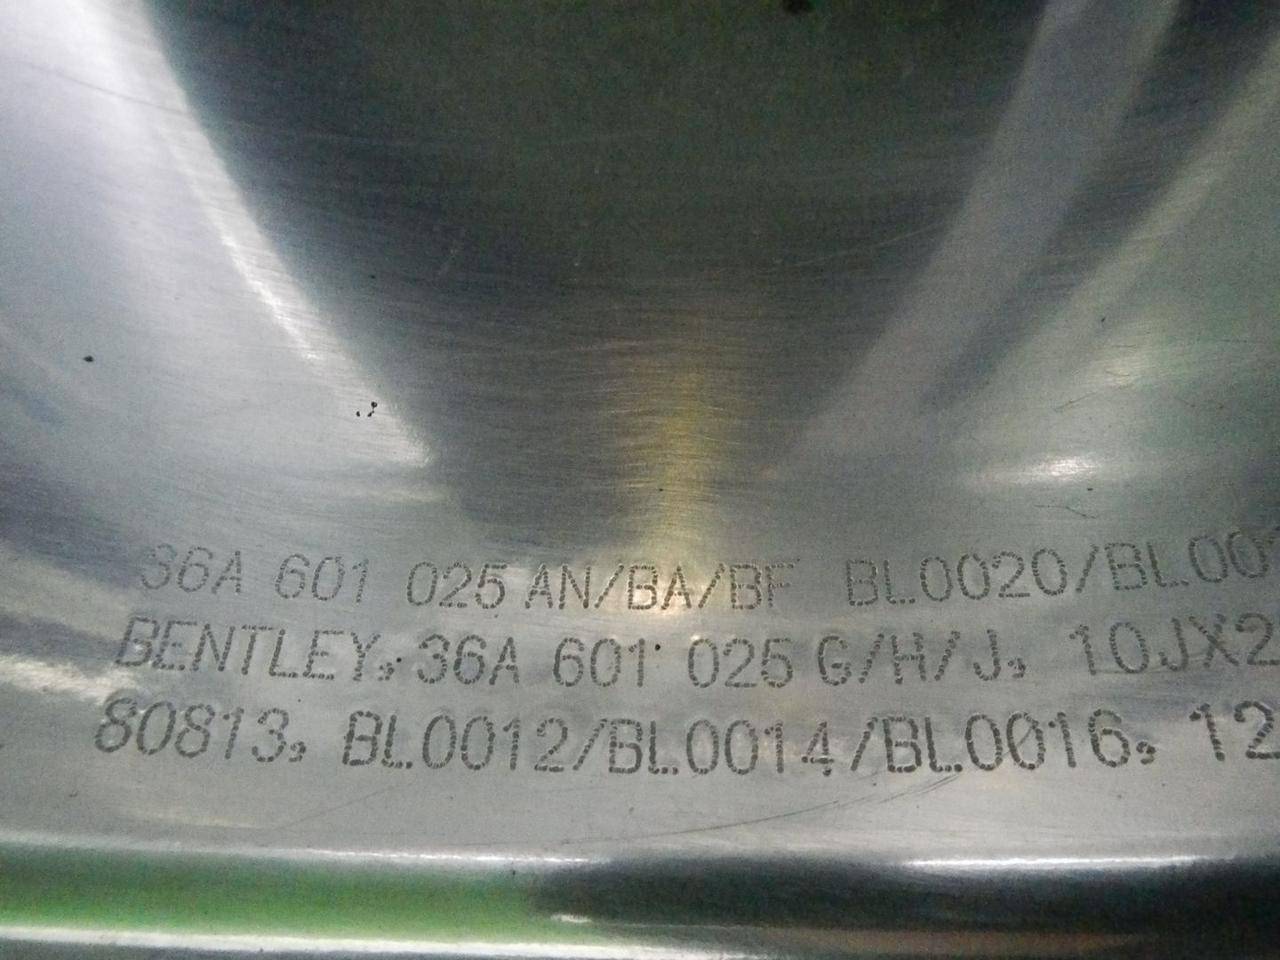 36A 601 025 AN/BA/BF BL0020/BL00
BENTLEY, 36A 601 025 G/H/J, 10JX2
80813, BL0012/BL0014/BL0016, 12